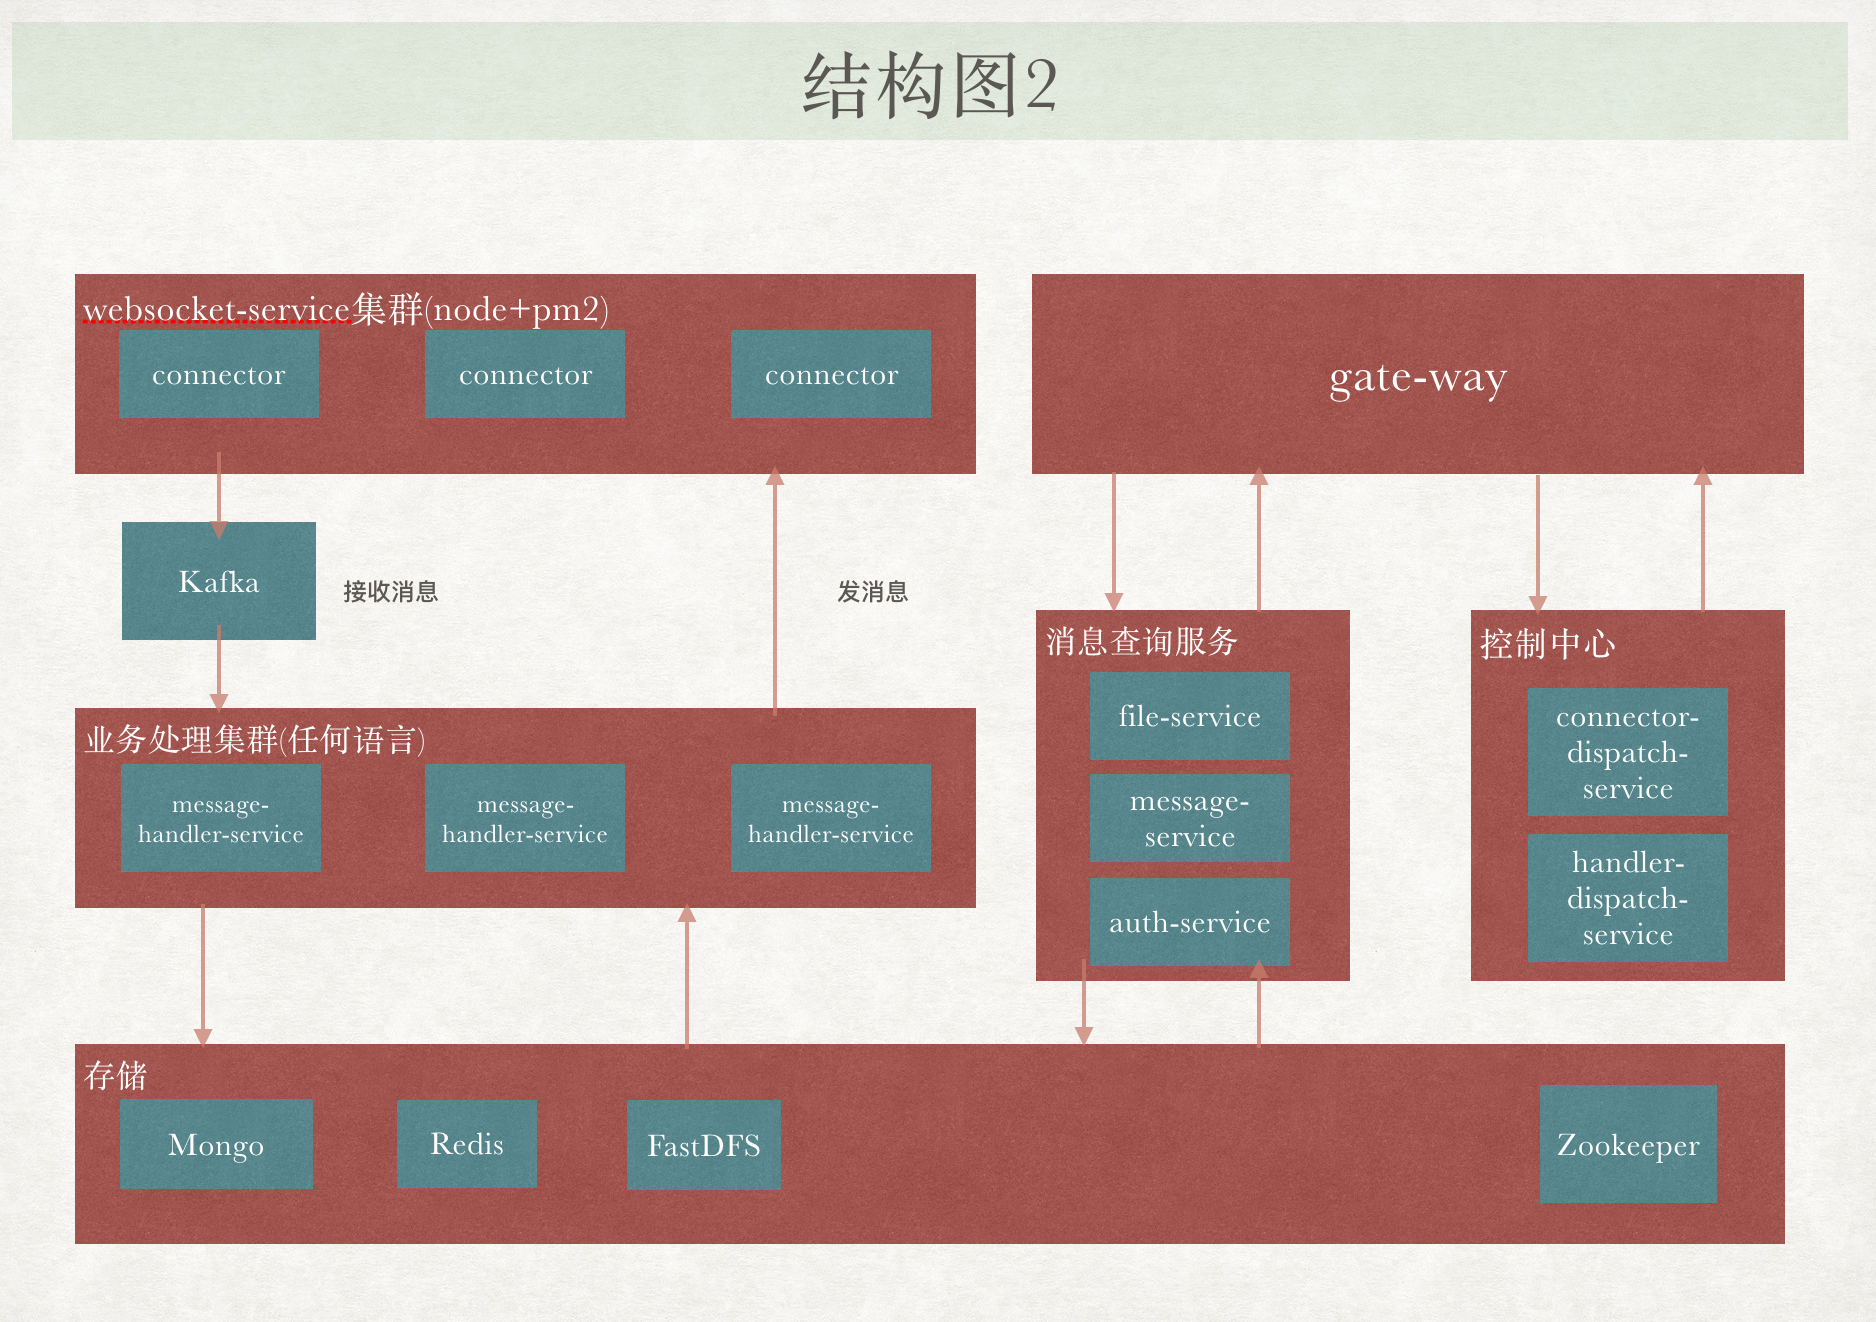 结构图2
websocket-service集群(node+pm2)
connector
connector
connector
gate-way
Kafka
接收消息
发消息
业务处理集群(任何语言)
message-
handler-service
message-
handler-service
message-
handler-service
消息查询服务
file-service
message-
service
auth-service
控制中心
connector-
dispatch-
service
handler-
dispatch-
service
存储
Mongo
Redis
FastDFS
Zookeeper